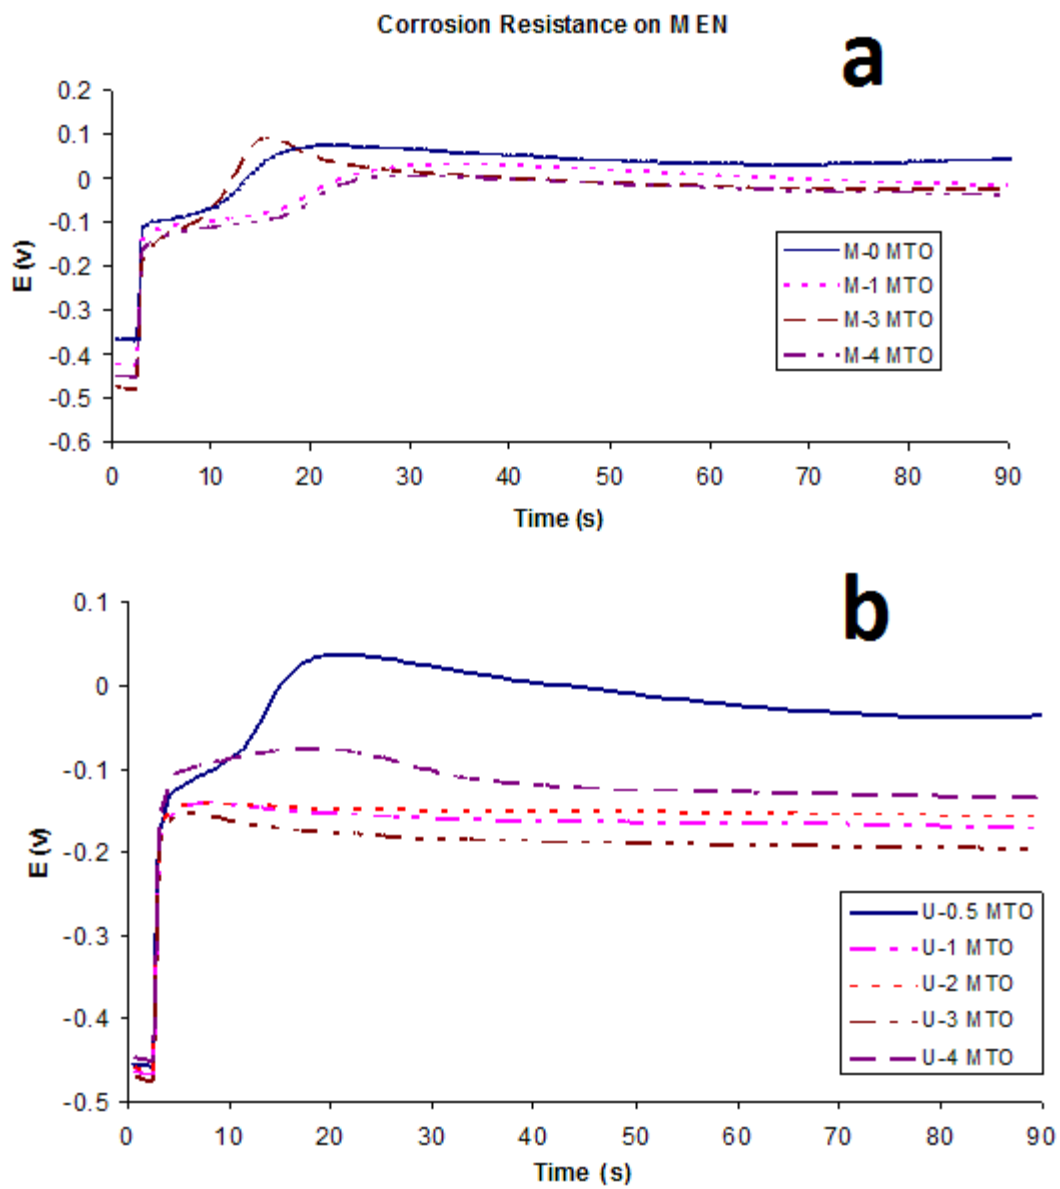 Corrosion Resistance on MEN
a
0.2
0.1
0
-0.1
-0.2
-0.3
-0.4
-0.5
-0.6
E (v)
M-0 MTO
M-1 MTO
M-3 MTO
M-4 MTO
0 10 20 30 40 50 60 70 80 90
Time (s)
b
0.1
0
-0.1
-0.2
-0.3
-0.4
-0.5
E (v)
U-0.5 MTO
U-1 MTO
U-2 MTO
U-3 MTO
U-4 MTO
0 10 20 30 40 50 60 70 80 90
Time (s)